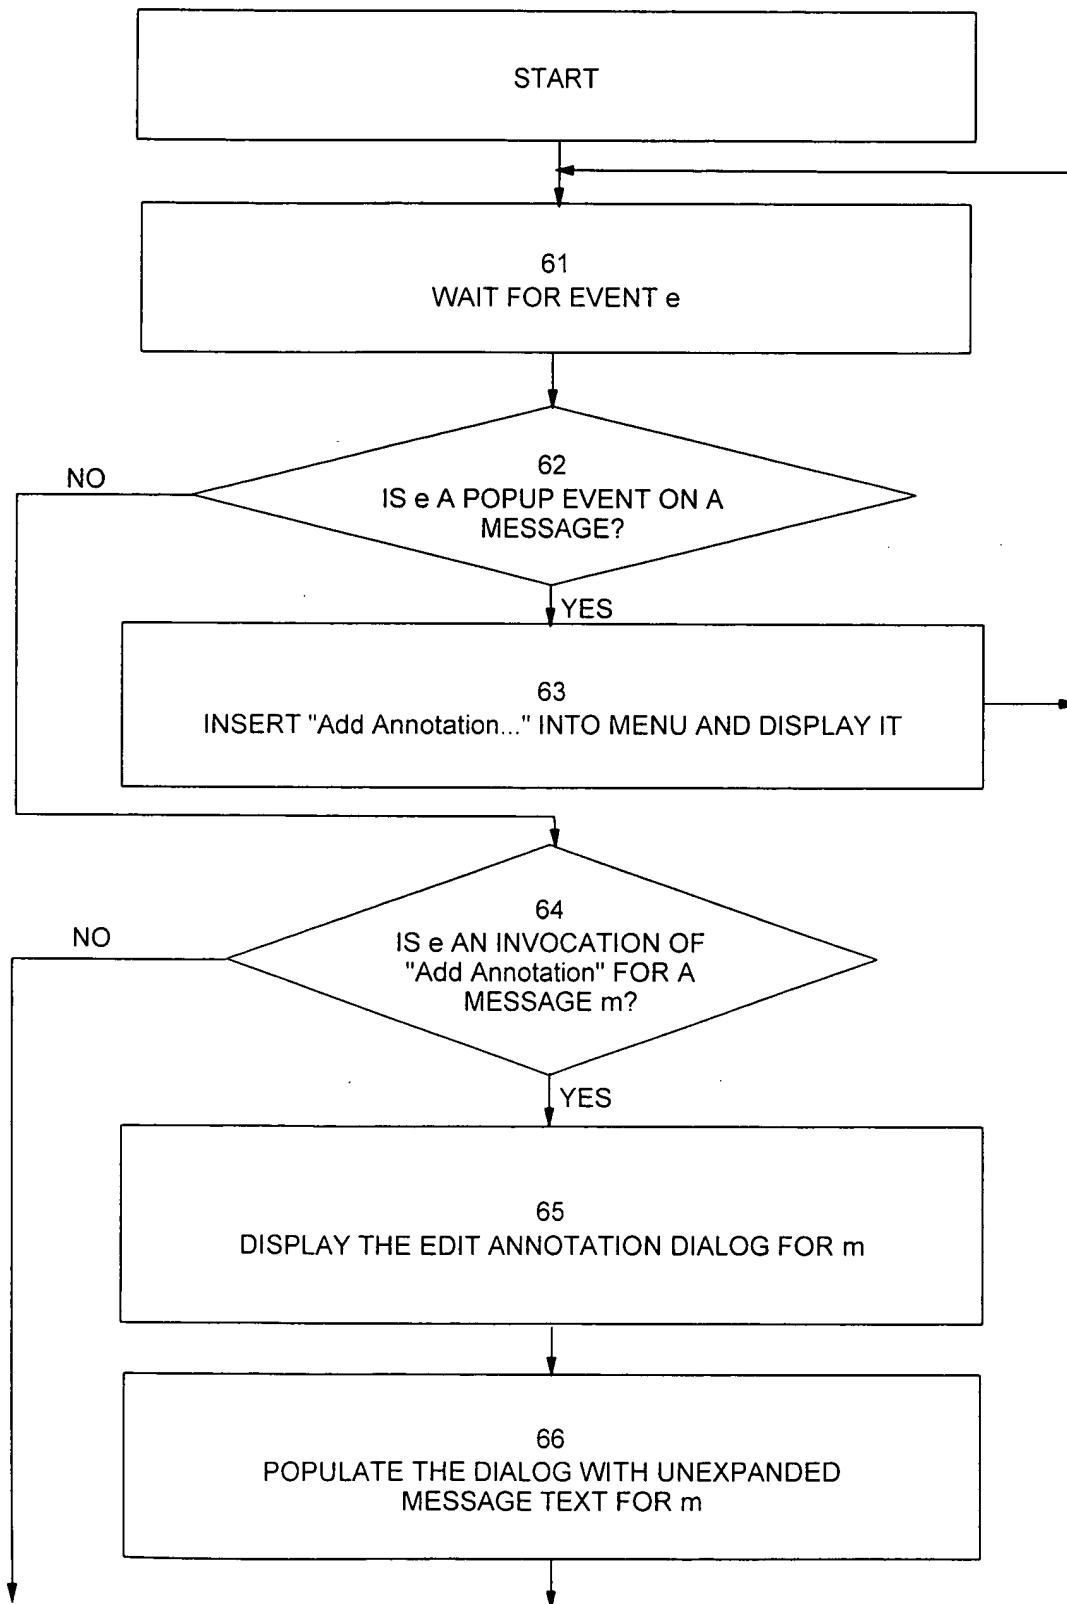 START
61
WAIT FOR EVENT e
62
NO
IS e A POPUP EVENT ON A
MESSAGE?
YES
63
INSERT "Add Annotation..." INTO MENU AND DISPLAY IT
64
NO
IS e AN INVOCATION OF
"Add Annotation" FOR A
MESSAGE m?
YES
65
DISPLAY THE EDIT ANNOTATION DIALOG FOR m
66
POPULATE THE DIALOG WITH UNEXPANDED
MESSAGE TEXT FOR m